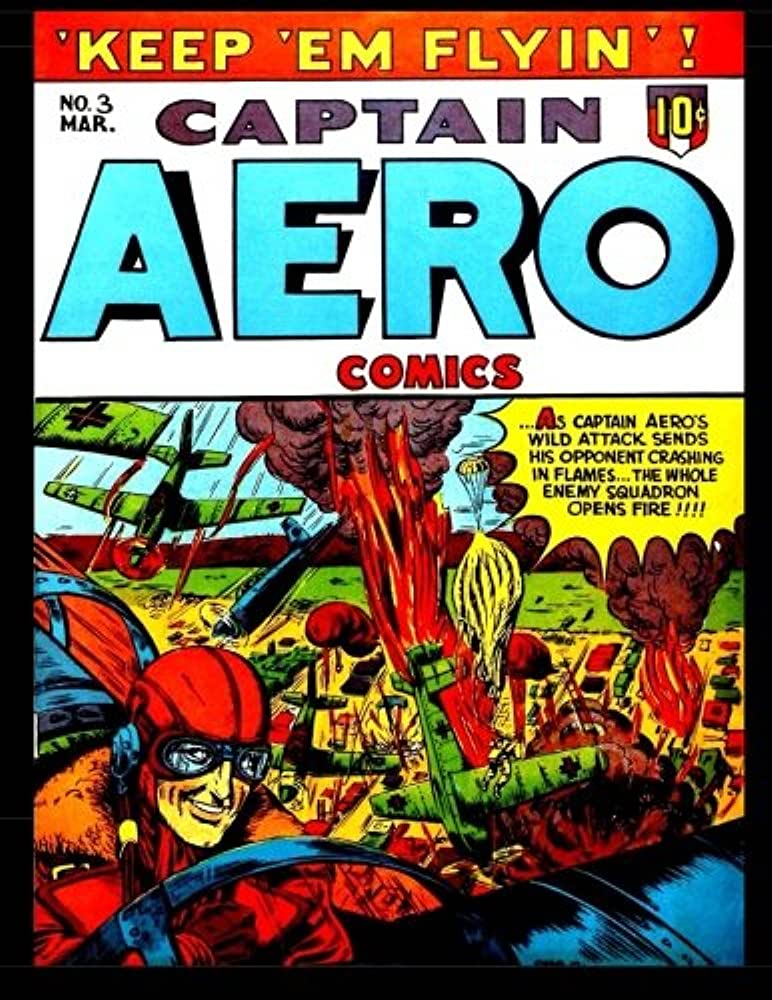 'KEEP 'EM FLYIN'!
NO. 3
MAR.
CAPTAIN
10¢
AERO
COMICS
...AS CAPTAIN AERO'S
WILD ATTACK SENDS
HIS OPPONENT CRASHING
IN FLAMES...THE WHOLE
ENEMY SQUADRON
OPENS FIRE!!!!